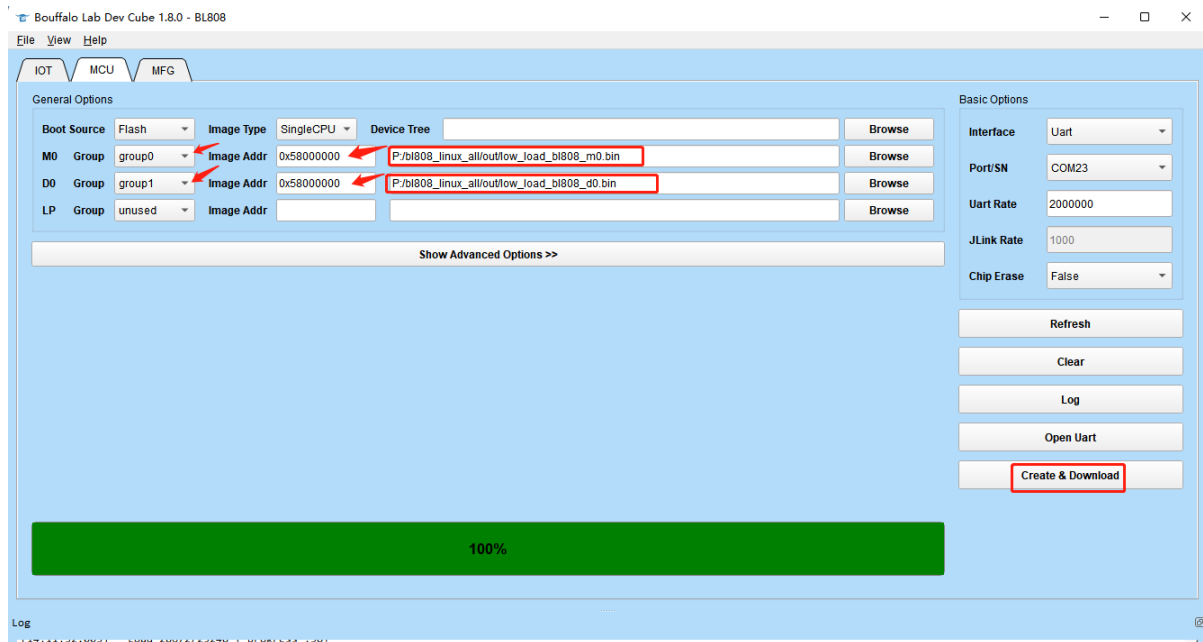 Bouffalo Lab Dev Cube 1.8.0 - BL808
File View Help
IOT MCU MFG
General Options
Boot Source Flash Image Type SingleCPU Device Tree Browse
M0 Group group0 Image Addr 0x58000000 P:/bl808_linux_all/out/low_load_bl808_m0.bin Browse
D0 Group group1 Image Addr 0x58000000 P:/bl808_linux_all/out/low_load_bl808_d0.bin Browse
LP Group unused Image Addr Browse
Show Advanced Options >>
100%
Basic Options
Interface Uart
Port/SN COM23
Uart Rate 2000000
JLink Rate 1000
Chip Erase False
Refresh
Clear
Log
Open Uart
Create & Download
Log